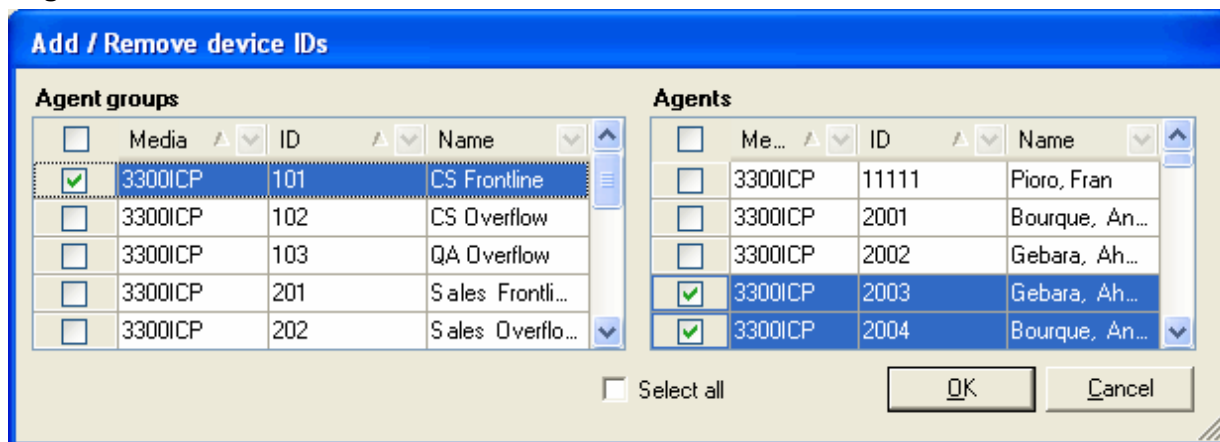 Add / Remove device IDs
Agent groups
Media ID Name
3300ICP 101 CS Frontline
3300ICP 102 CS Overflow
3300ICP 103 QA Overflow
3300ICP 201 Sales Frontli...
3300ICP 202 Sales Overflo...
Agents
Me... ID Name
3300ICP 11111 Pioro, Fran
3300ICP 2001 Bourque, An...
3300ICP 2002 Gebara, Ah...
3300ICP 2003 Gebara, Ah...
3300ICP 2004 Bourque, An...
Select all
OK
Cancel